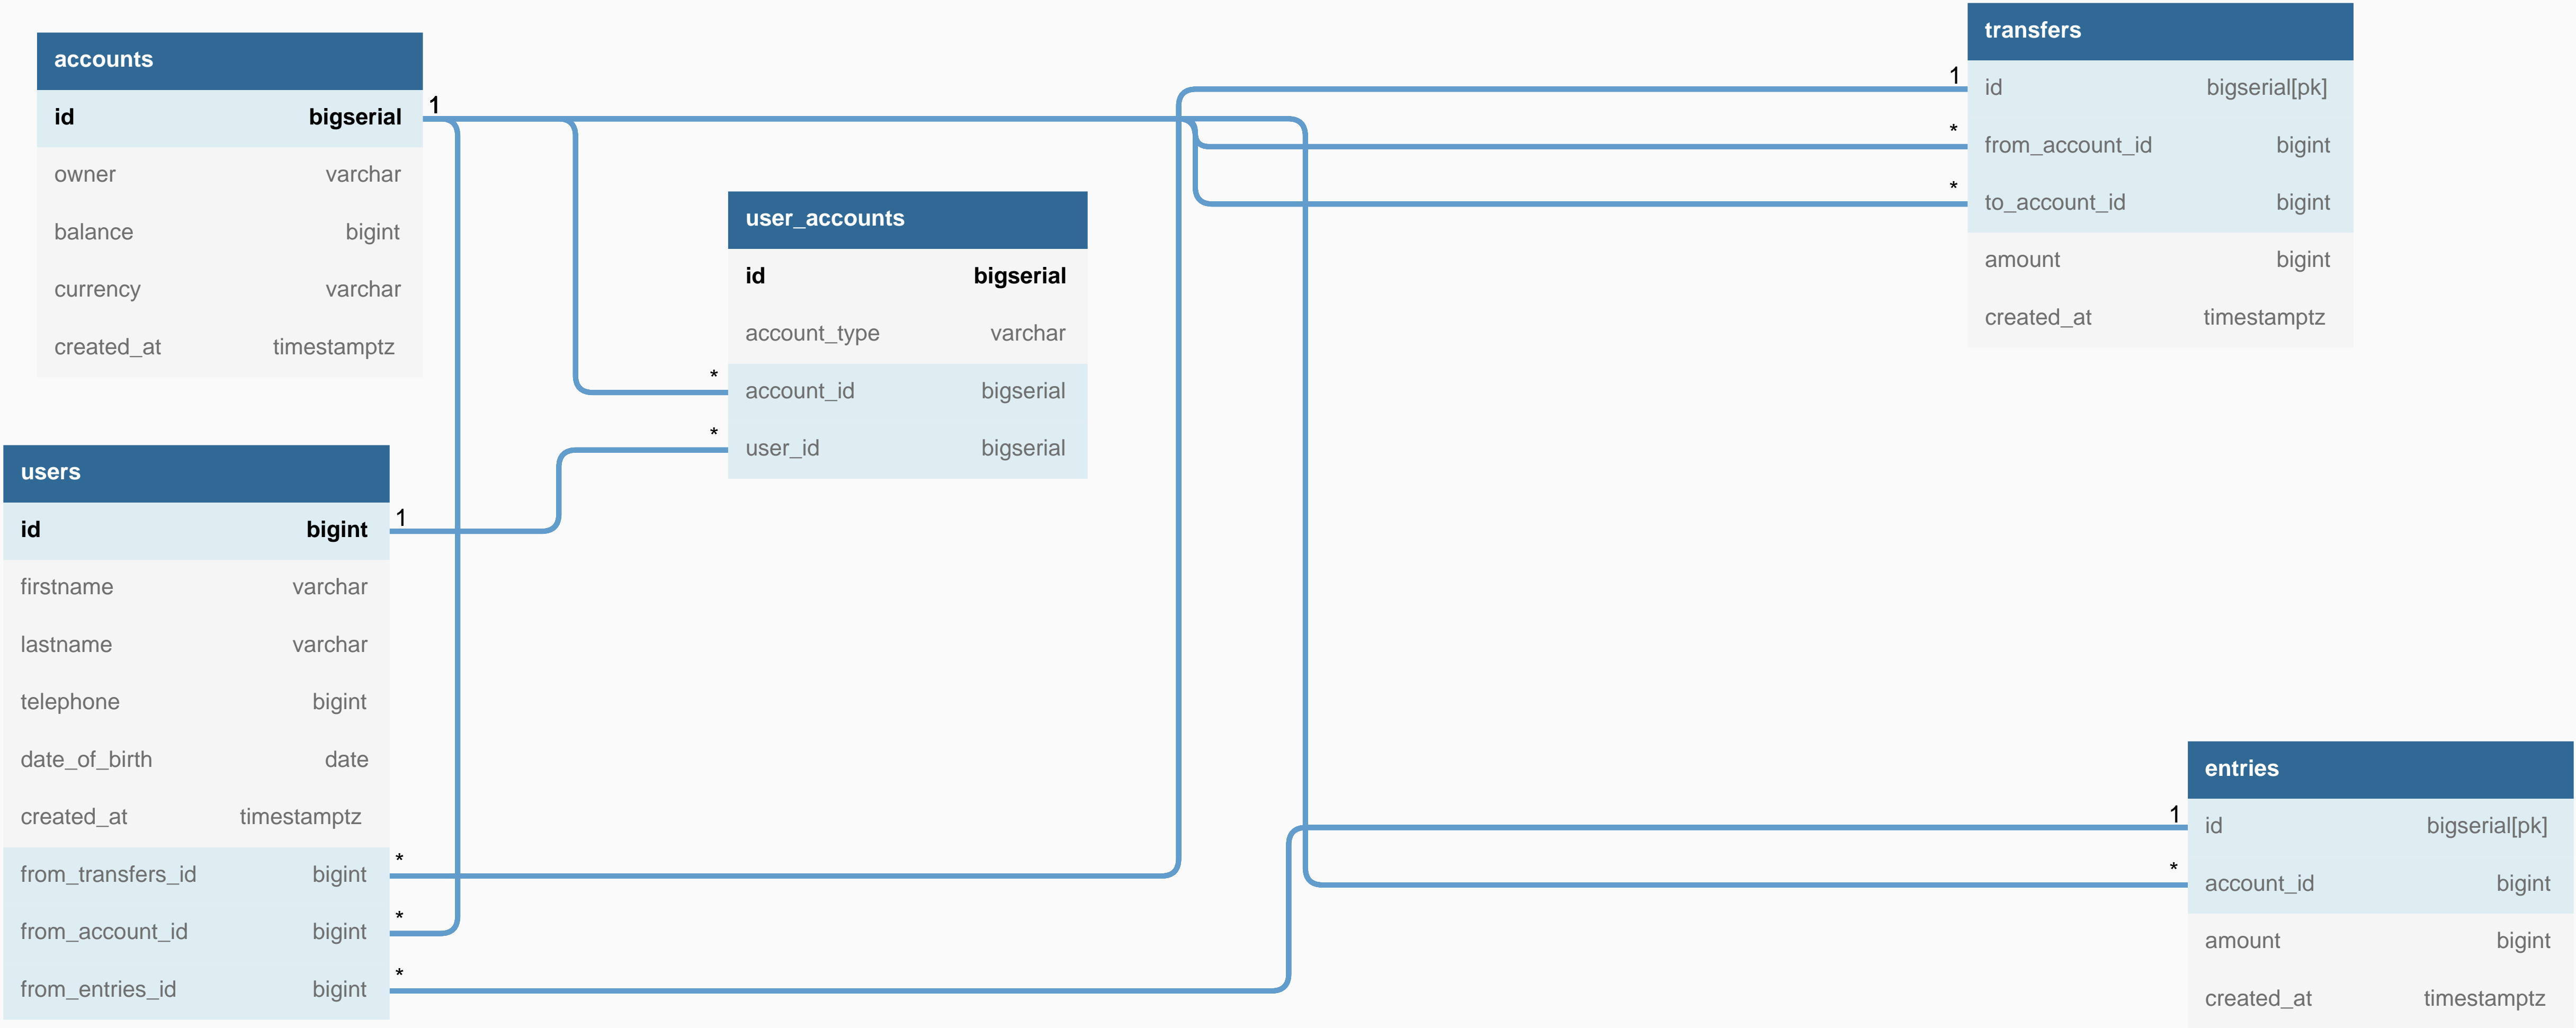 accounts
id bigserial
owner varchar
balance bigint
currency varchar
created_at timestamptz
1
user_accounts
id bigserial
account_type varchar
* account_id bigserial
* user_id bigserial
users
id bigint 1
firstname varchar
lastname varchar
telephone bigint
date_of_birth date
created_at timestamptz
from_transfers_id bigint *
from_account_id bigint *
from_entries_id bigint *
transfers
1 id bigserial[pk]
* from_account_id bigint
* to_account_id bigint
amount bigint
created_at timestamptz
entries
1 id bigserial[pk]
* account_id bigint
amount bigint
created_at timestamptz